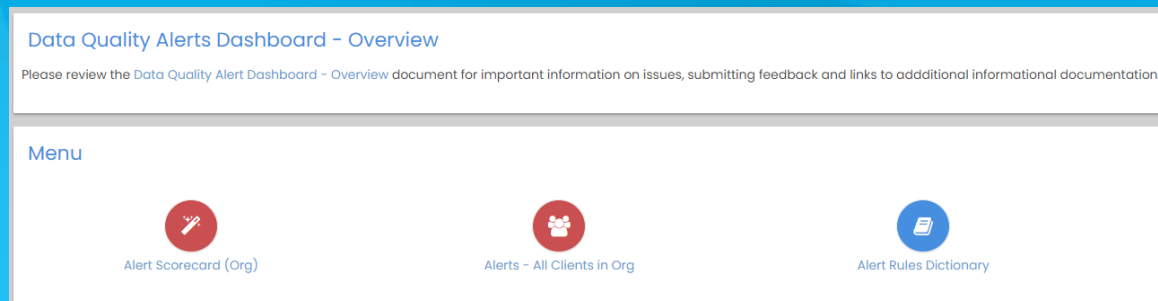 Data Quality Alerts Dashboard - Overview
Please review the Data Quality Alert Dashboard - Overview document for important information on issues, submitting feedback and links to addditional informational documentation
Menu
Alert Scorecard (Org)
Alerts - All Clients in Org
Alert Rules Dictionary